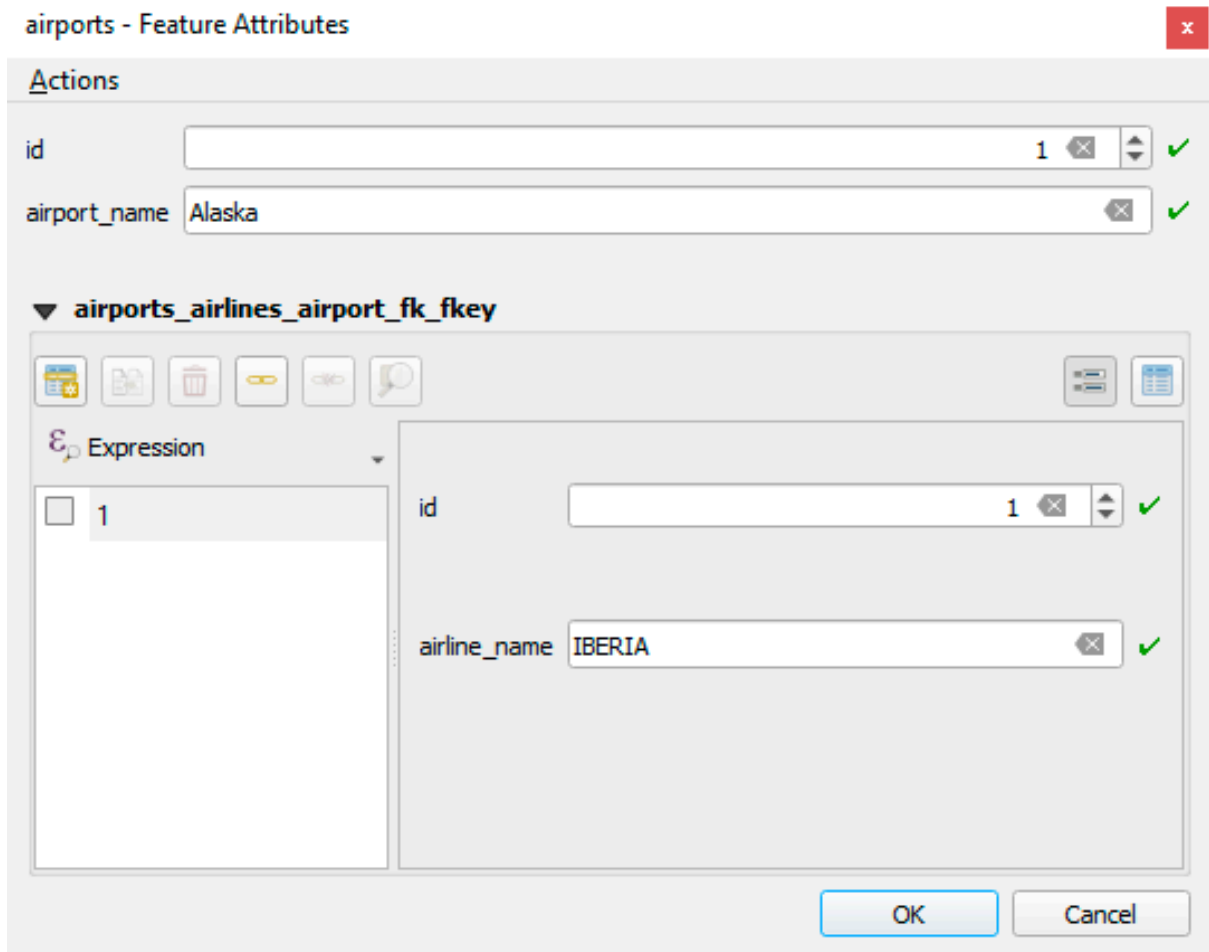 airports - Feature Attributes
x
Actions
id 1
airport_name Alaska
airports_airlines_airport_fk_fkey
ε Expression
1
id 1
airline_name IBERIA
OK Cancel